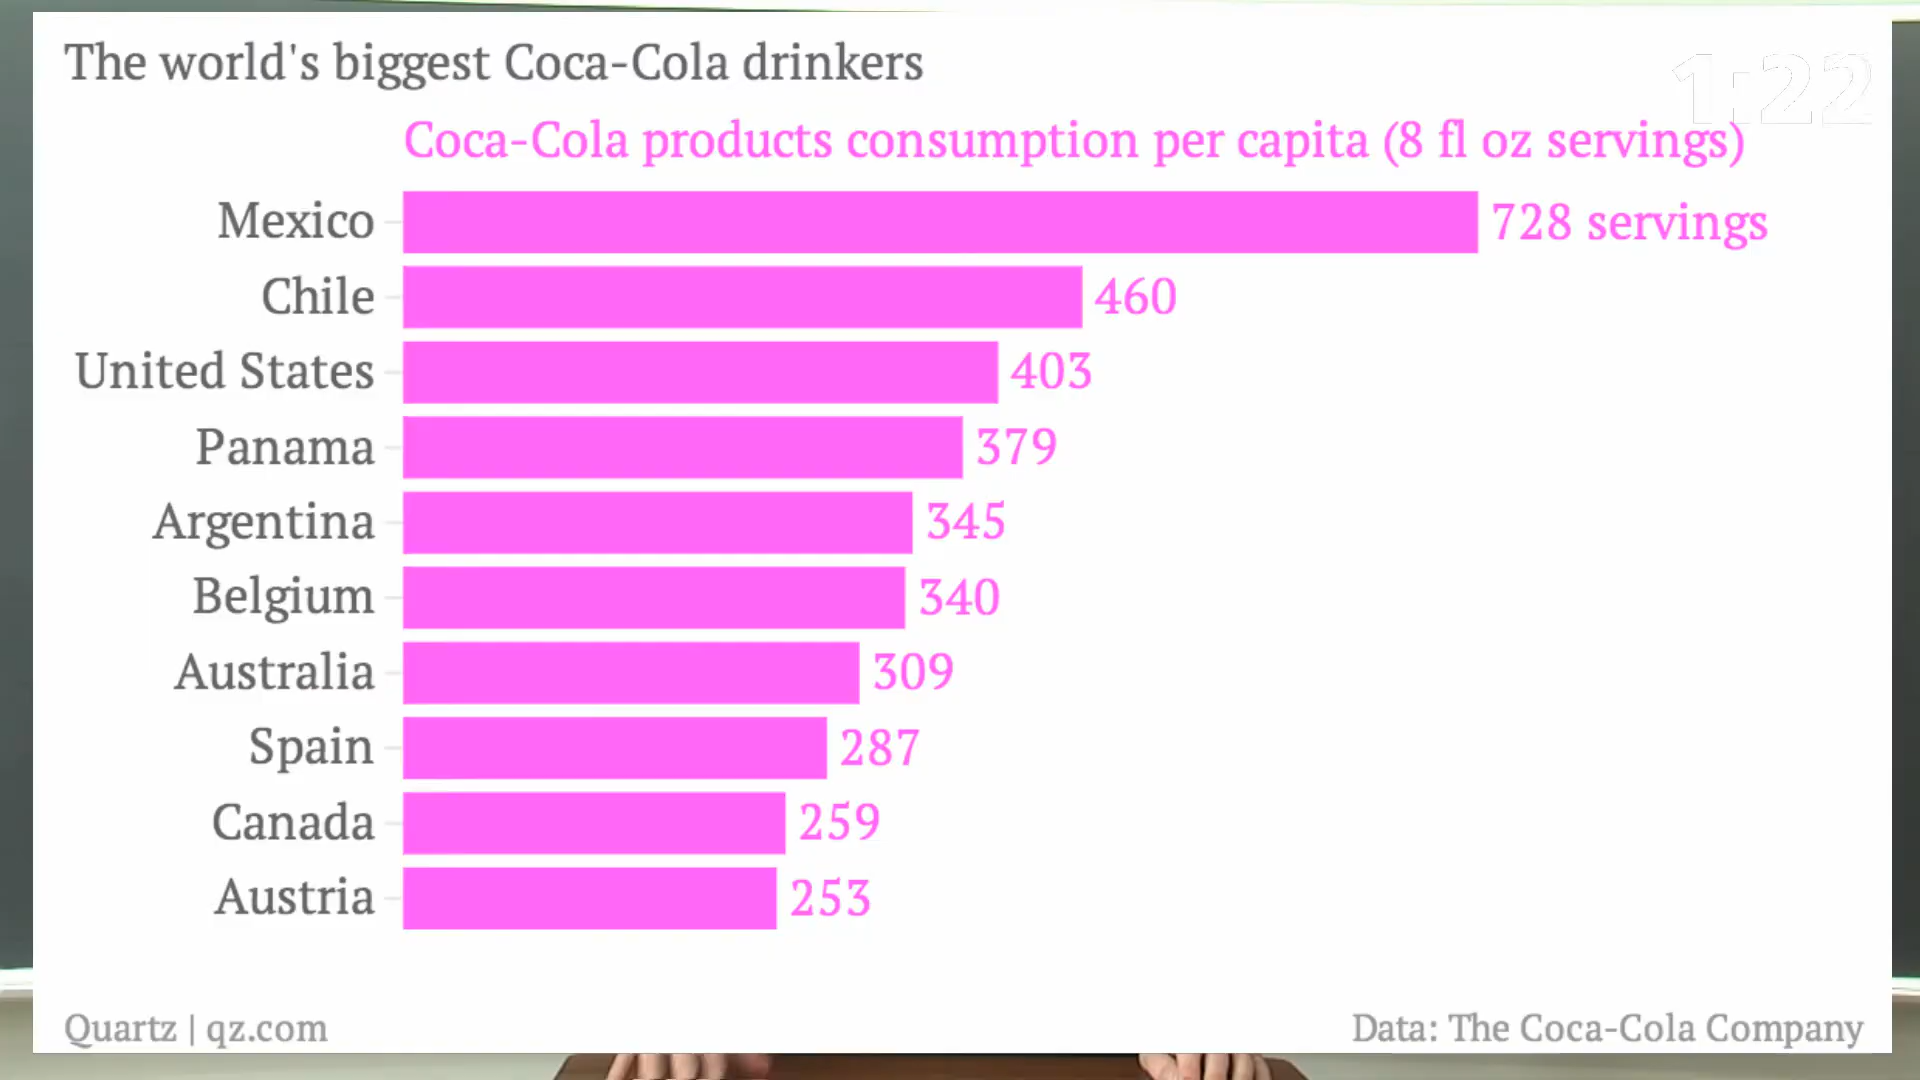 The world's biggest Coca-Cola drinkers
1:22
Coca-Cola products consumption per capita (8 fl oz servings)
Mexico 728 servings
Chile 460
United States 403
Panama 379
Argentina 345
Belgium 340
Australia 309
Spain 287
Canada 259
Austria 253
Quartz | qz.com Data: The Coca-Cola Company